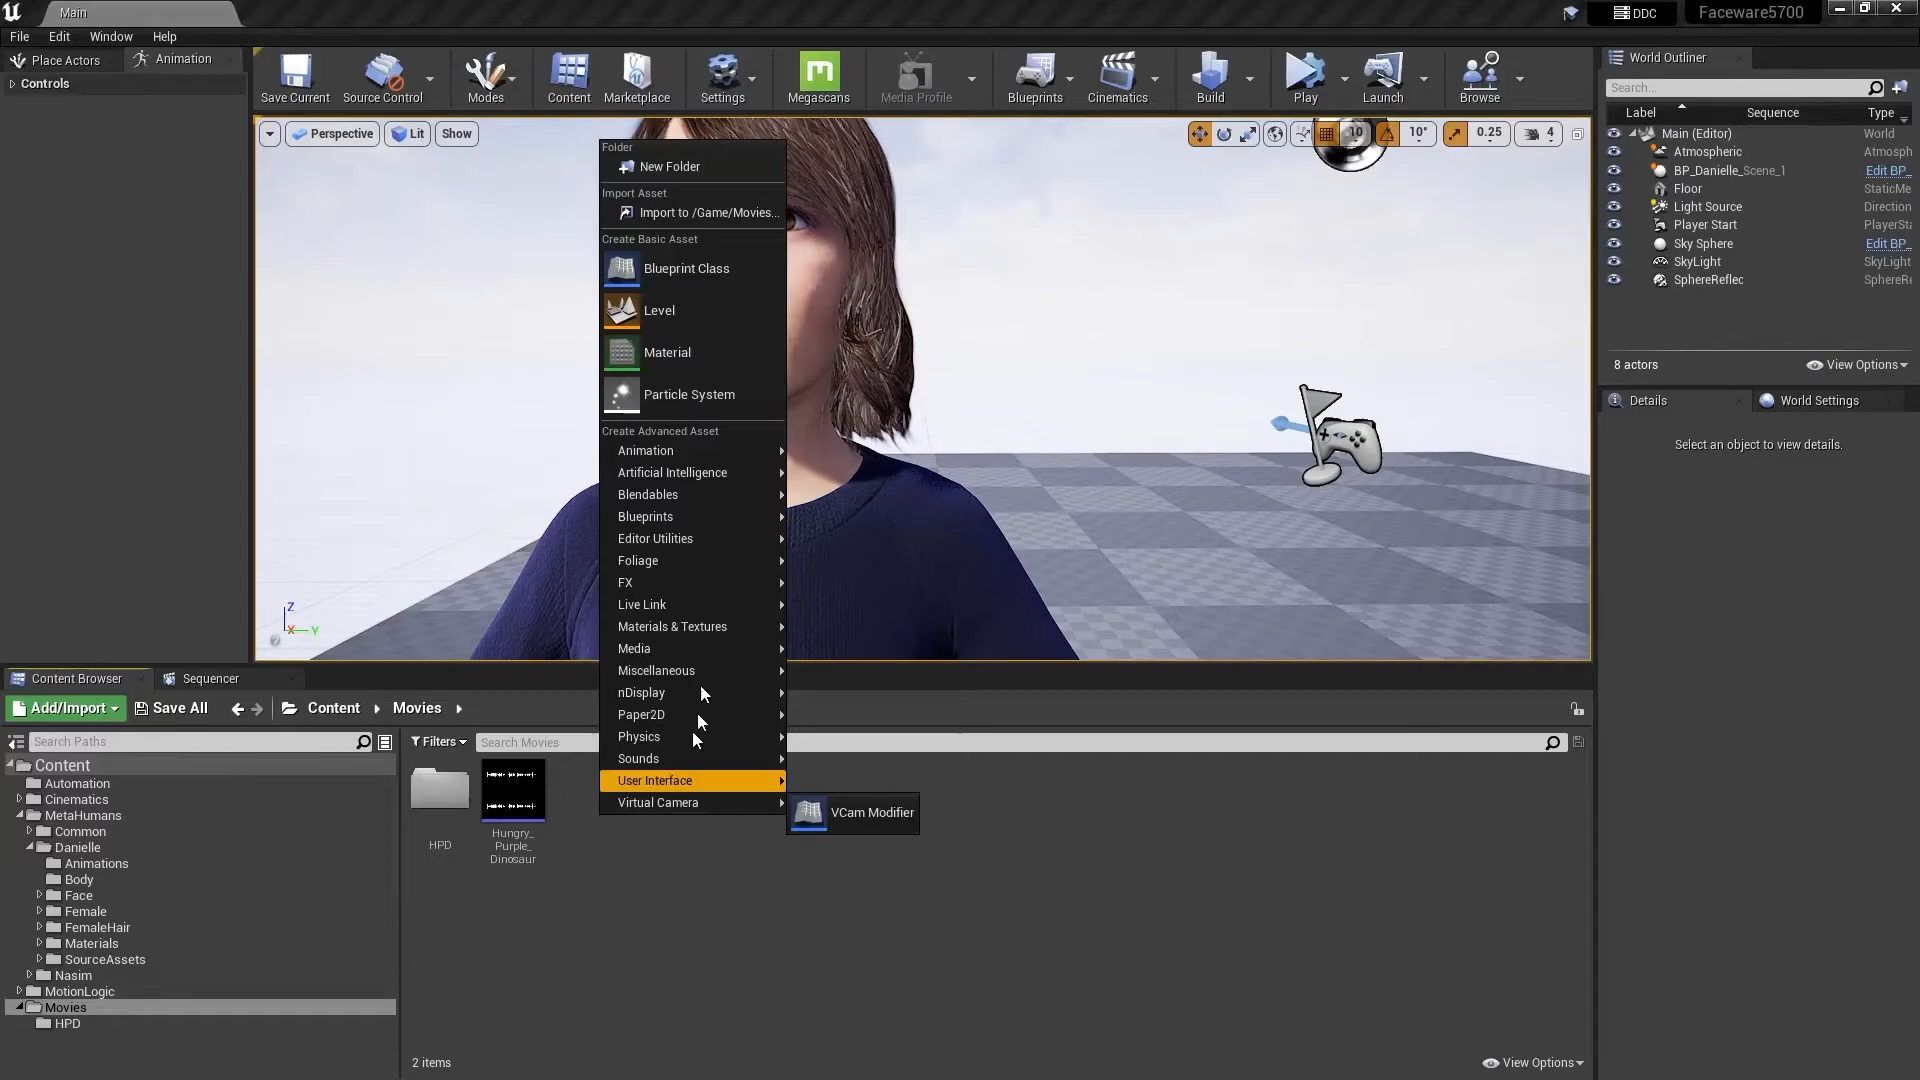 Main
DDC
Faceware5700
File Edit Window Help
Place Actors
Animation
Controls
Save Current
Source Control
Modes
Content
Marketplace
Settings
Megascans
Media Profile
Blueprints
Cinematics
Build
Play
Launch
Browse
Perspective
Lit
Show
10
10°
0.25
4
Folder
New Folder
Import Asset
Import to /Game/Movies...
Create Basic Asset
Blueprint Class
Level
Material
Particle System
Create Advanced Asset
Animation
Artificial Intelligence
Blendables
Blueprints
Editor Utilities
Foliage
FX
Live Link
Materials & Textures
Media
Miscellaneous
nDisplay
Paper2D
Physics
Sounds
User Interface
Virtual Camera
VCam Modifier
Z
X
Y
World Outliner
Search...
Label Sequence Type
Main (Editor) World
Atmospheric Atmosph
BP_Danielle_Scene_1 Edit BP_
Floor StaticMe
Light Source Direction
Player Start PlayerSta
Sky Sphere Edit BP_
SkyLight SkyLight
SphereReflec SphereRe
8 actors
View Options
Details
World Settings
Select an object to view details.
Content Browser
Sequencer
Add/Import
Save All
Content
Movies
Search Paths
Filters
Search Movies
Content
Automation
Cinematics
MetaHumans
Common
Danielle
Animations
Body
Face
Female
FemaleHair
Materials
SourceAssets
Nasim
MotionLogic
Movies
HPD
HPD
Hungry_
Purple_
Dinosaur
2 items
View Options